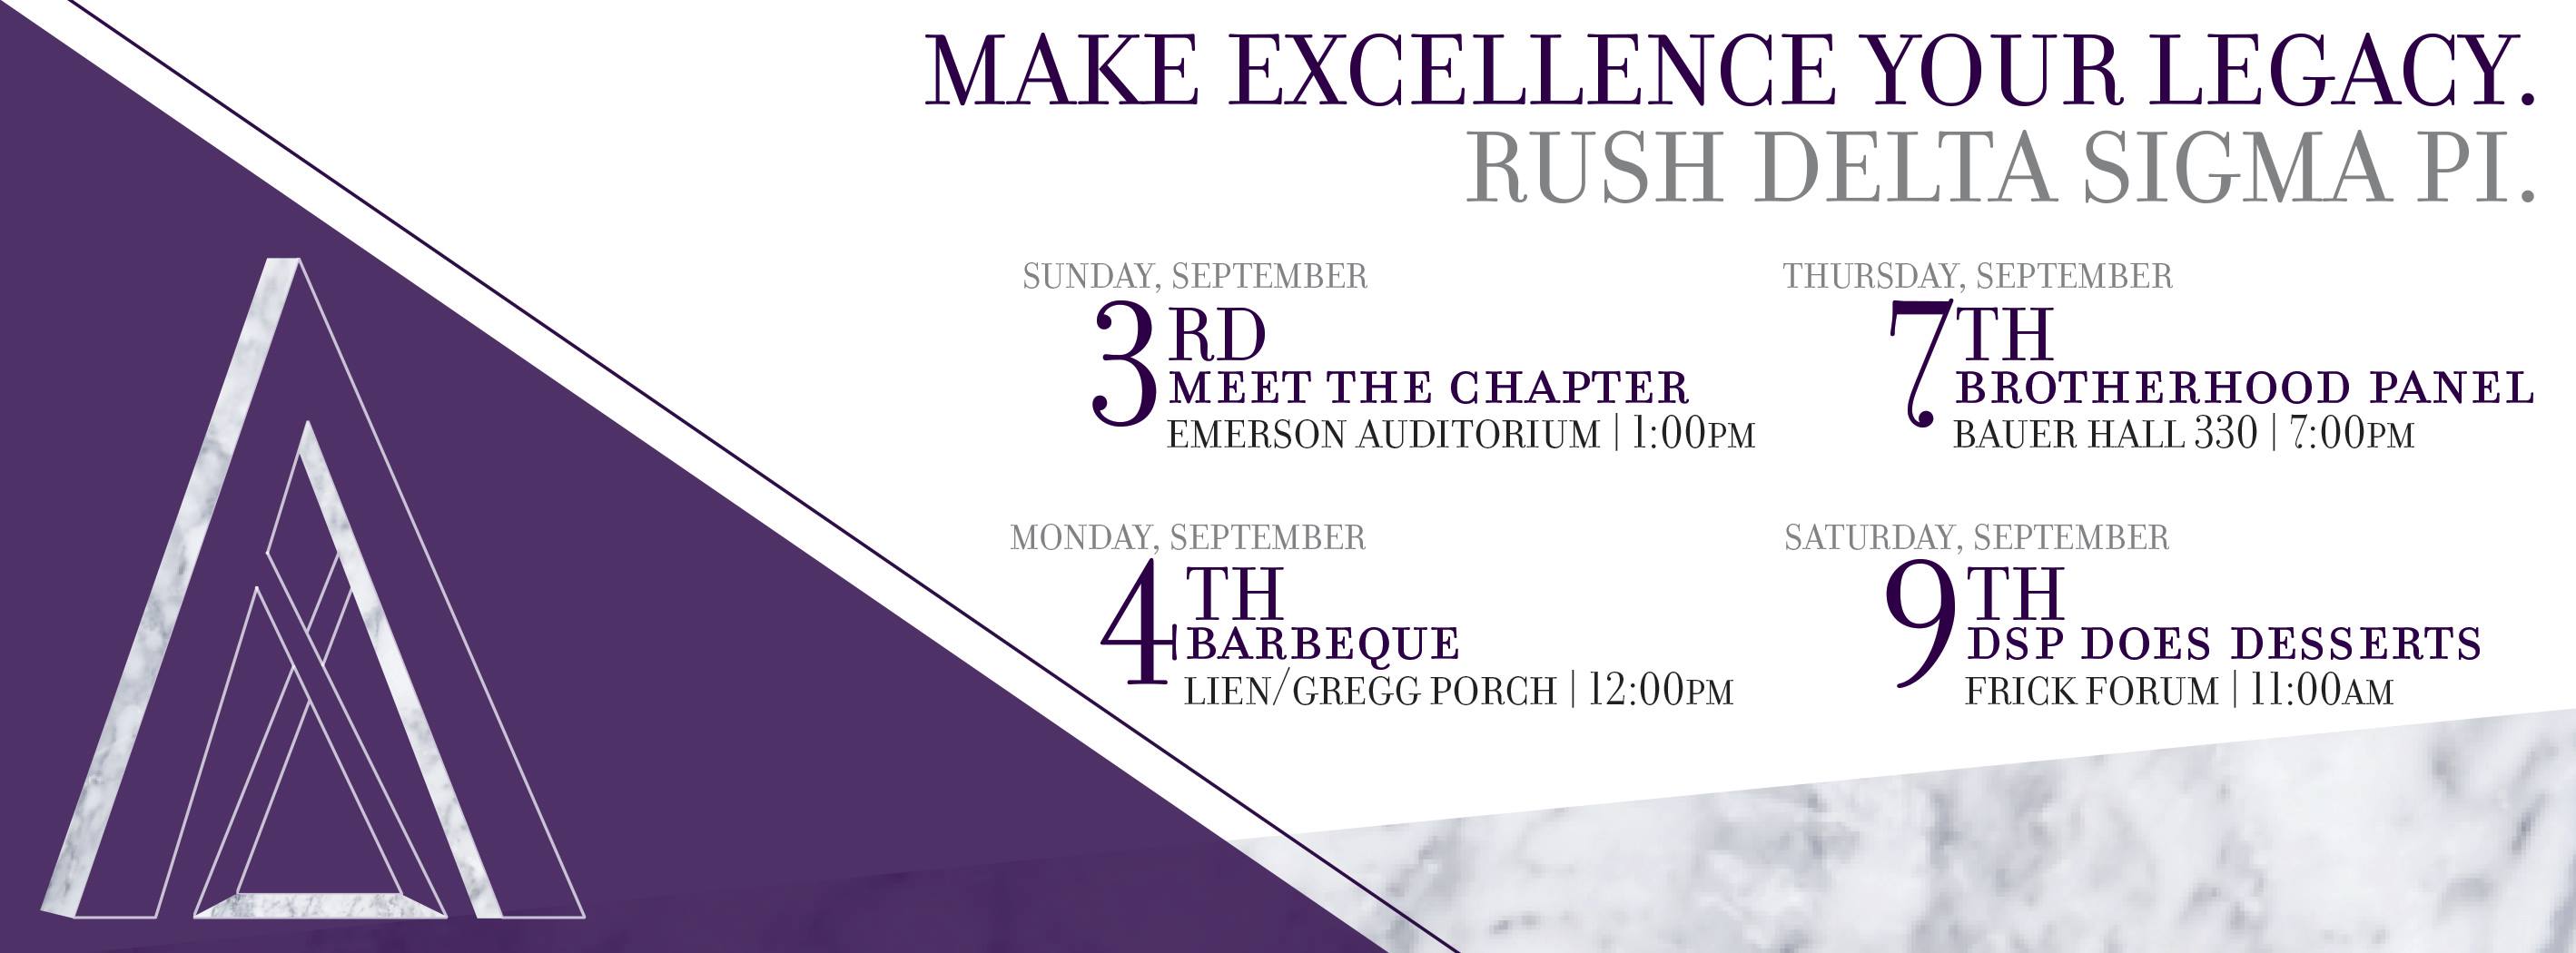 MAKE EXCELLENCE YOUR LEGACY.
RUSH DELTA SIGMA PI.
SUNDAY, SEPTEMBER
3RD
MEET THE CHAPTER
EMERSON AUDITORIUM | 1:00PM
MONDAY, SEPTEMBER
4TH
BARBEQUE
LIEN/GREGG PORCH | 12:00PM
THURSDAY, SEPTEMBER
7TH
BROTHERHOOD PANEL
BAUER HALL 330 | 7:00PM
SATURDAY, SEPTEMBER
9TH
DSP DOES DESSERTS
FRICK FORUM | 11:00AM